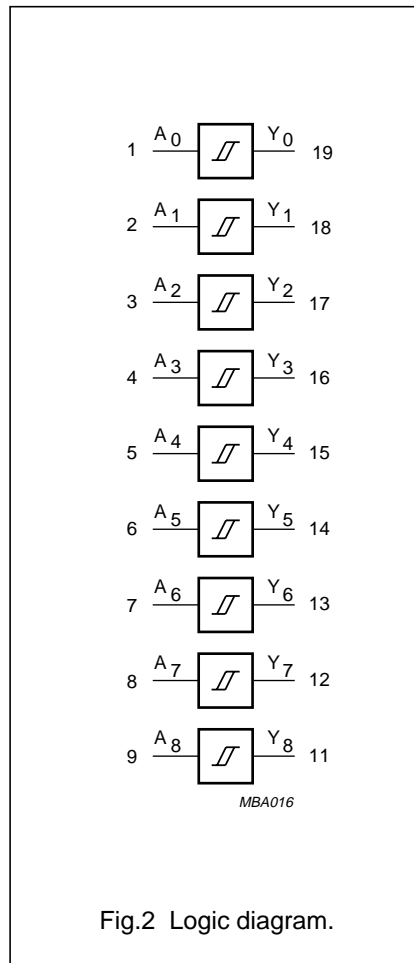 1 A0 Y0 19
2 A1 Y1 18
3 A2 Y2 17
4 A3 Y3 16
5 A4 Y4 15
6 A5 Y5 14
7 A6 Y6 13
8 A7 Y7 12
9 A8 Y8 11
MBA016
Fig.2 Logic diagram.